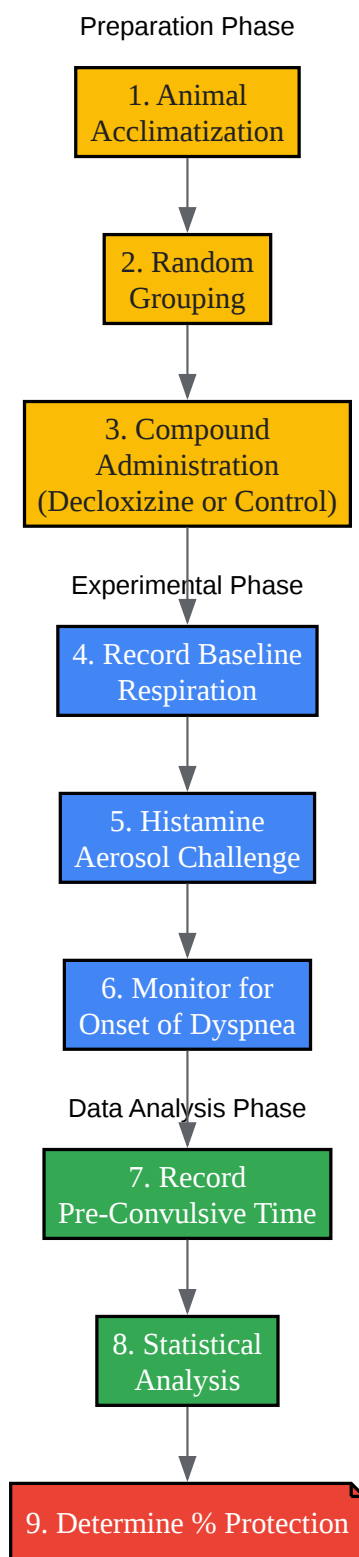 Preparation Phase
1. Animal
Acclimatization
2. Random
Grouping
3. Compound
Administration
(Decloxizine or Control)
Experimental Phase
4. Record Baseline
Respiration
5. Histamine
Aerosol Challenge
6. Monitor for
Onset of Dyspnea
Data Analysis Phase
7. Record
Pre-Convulsive Time
8. Statistical
Analysis
9. Determine % Protection